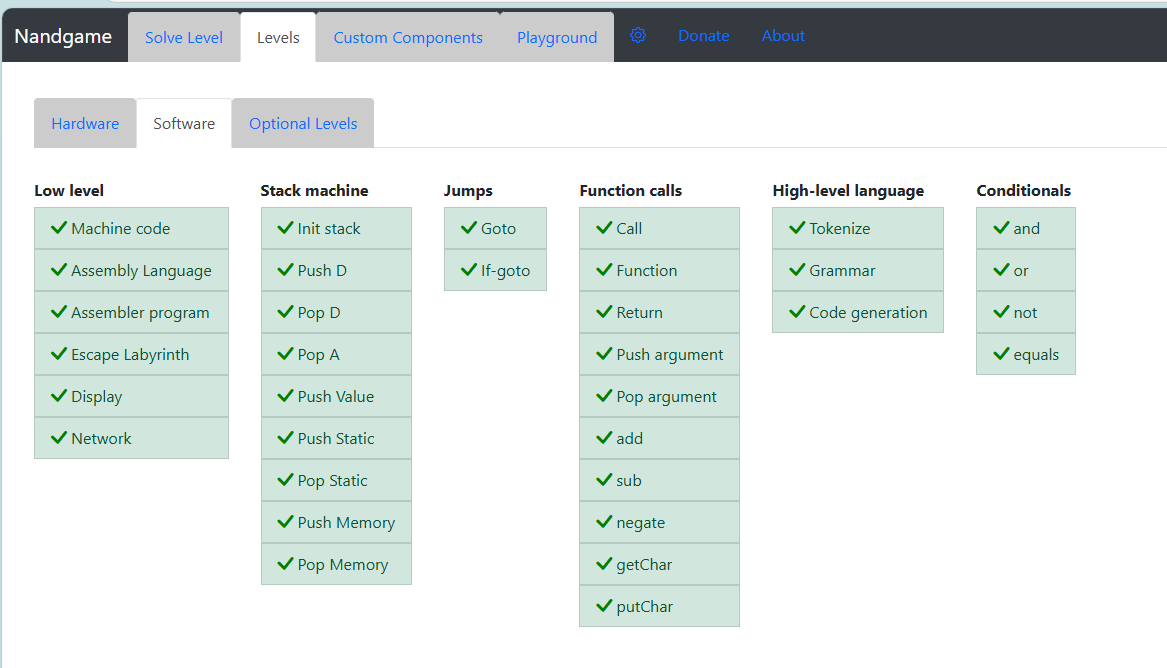 Nandgame Solve Level Levels Custom Components Playground Donate About
Hardware Software Optional Levels
Low level
Machine code
Assembly Language
Assembler program
Escape Labyrinth
Display
Network
Stack machine
Init stack
Push D
Pop D
Pop A
Push Value
Push Static
Pop Static
Push Memory
Pop Memory
Jumps
Goto
If-goto
Function calls
Call
Function
Return
Push argument
Pop argument
add
sub
negate
getChar
putChar
High-level language
Tokenize
Grammar
Code generation
Conditionals
and
or
not
equals